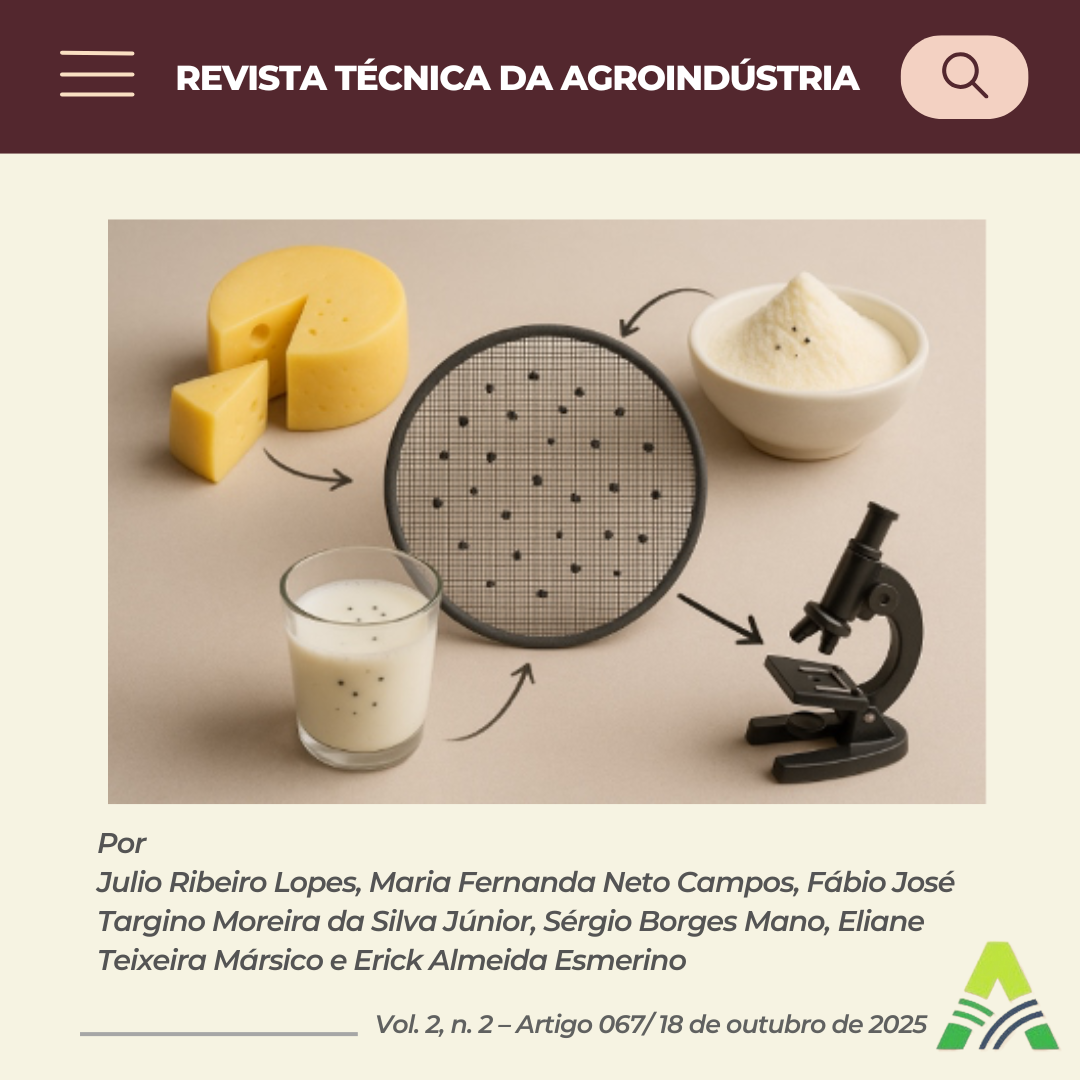 REVISTA TÉCNICA DA AGROINDÚSTRIA
Por
Julio Ribeiro Lopes, Maria Fernanda Neto Campos, Fábio José
Targino Moreira da Silva Júnior, Sérgio Borges Mano, Eliane
Teixeira Mársico e Erick Almeida Esmerino
Vol. 2, n. 2 – Artigo 067/ 18 de outubro de 2025